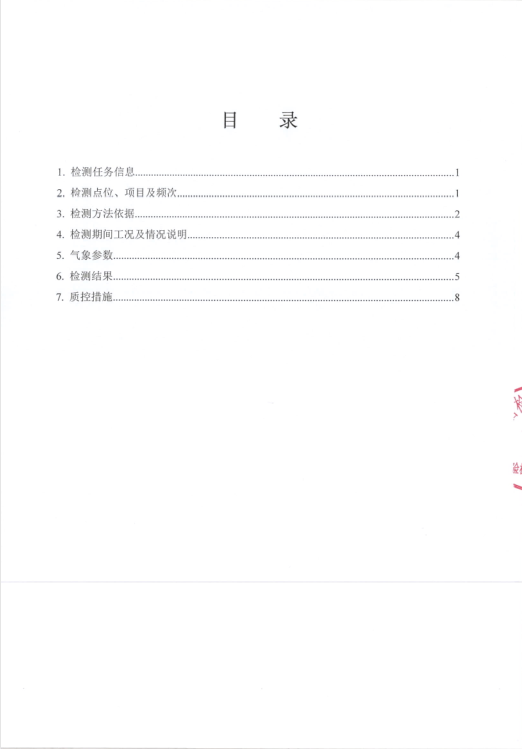 目 录
1. 检测任务信息....................1
2. 检测点位、项目及频次....................1
3. 检测方法依据....................2
4. 检测期间工况及情况说明....................4
5. 气象参数....................4
6. 检测结果....................5
7. 质控措施....................8